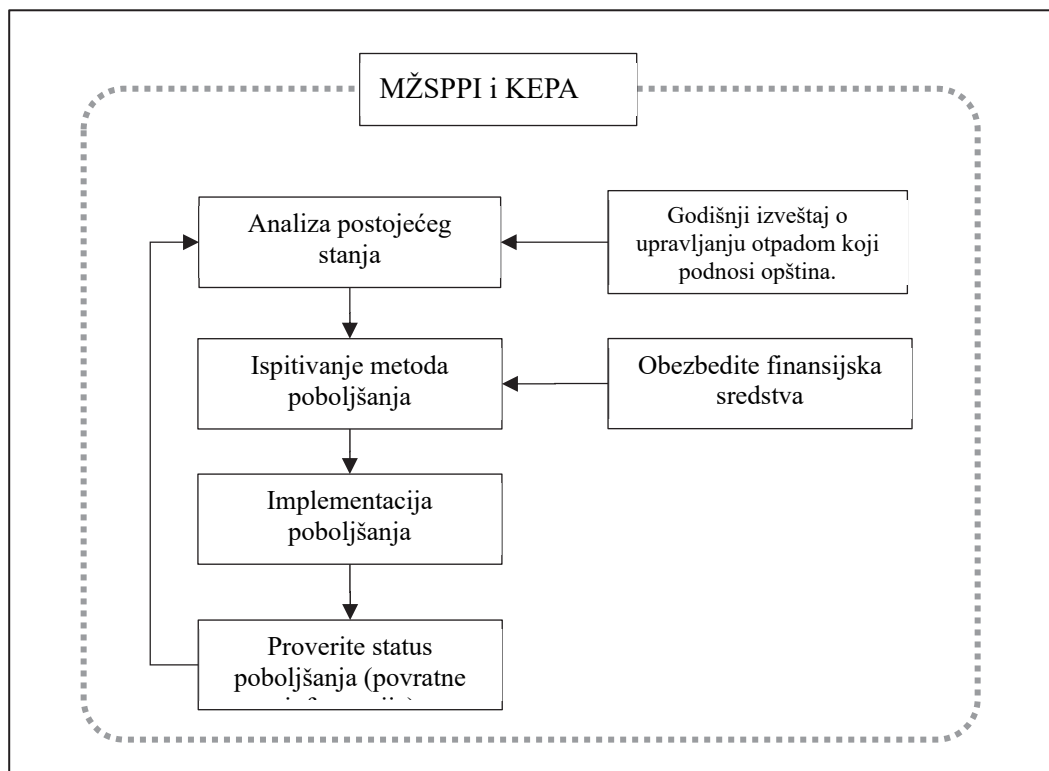 MŽSPPI i KEPA
Analiza postojećeg
stanja
Godišnji izveštaj o
upravljanju otpadom koji
podnosi opština.
Ispitivanje metoda
poboljšanja
Obezbedite finansijska
sredstva
Implementacija
poboljšanja
Proverite status
poboljšanja (povratne